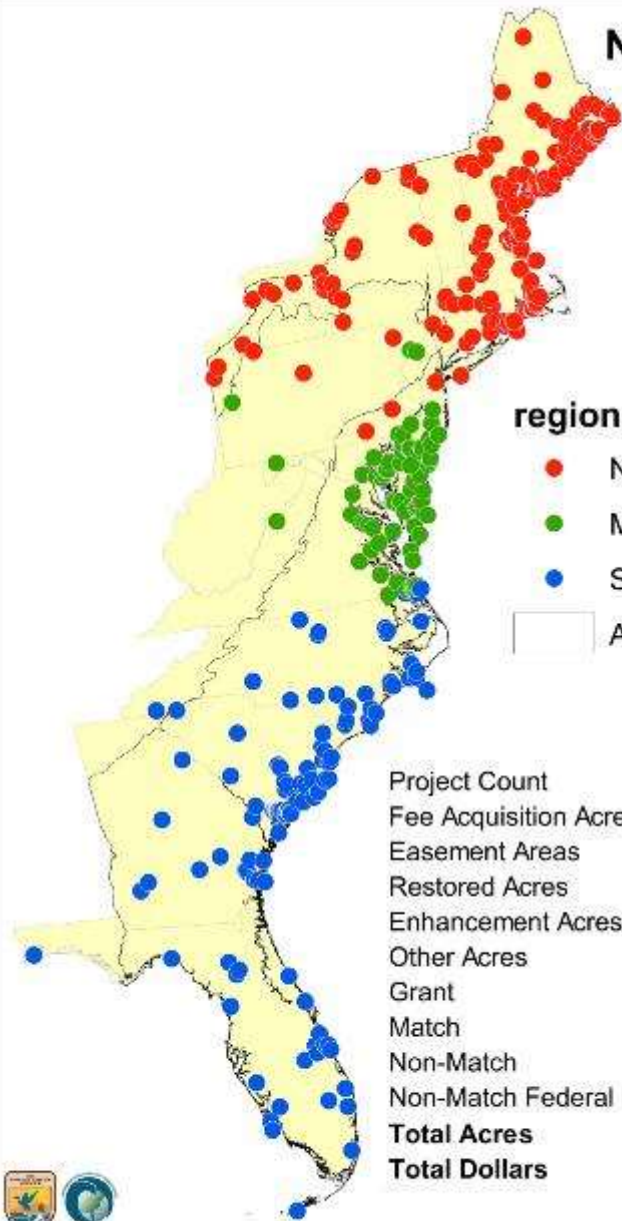 N
region
N
M
S
A
Project Count
Fee Acquisition Acre
Easement Areas
Restored Acres
Enhancement Acres
Other Acres
Grant
Match
Non-Match
Non-Match Federal
Total Acres
Total Dollars